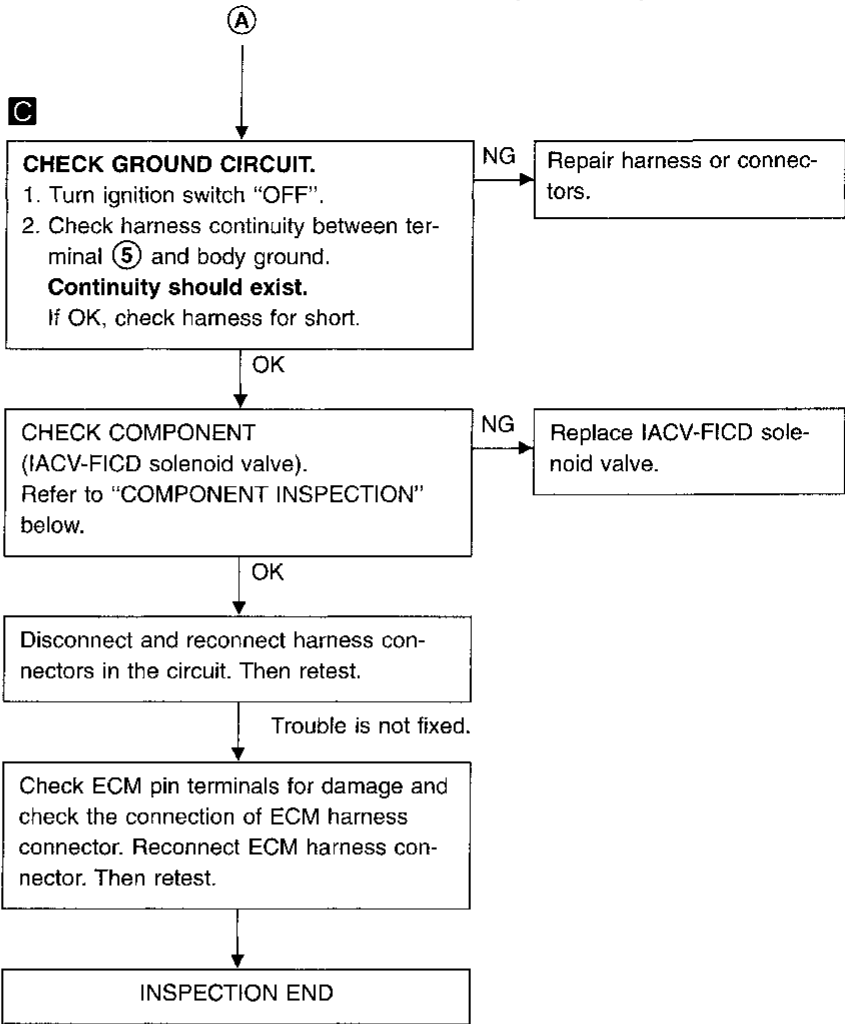 A
C
CHECK GROUND CIRCUIT.
1. Turn ignition switch “OFF”.
2. Check harness continuity between ter-
minal ⑤ and body ground.
Continuity should exist.
If OK, check harness for short.
NG
Repair harness or connec-
tors.
OK
CHECK COMPONENT
(IACV-FICD solenoid valve).
Refer to “COMPONENT INSPECTION”
below.
NG
Replace IACV-FICD sole-
noid valve.
OK
Disconnect and reconnect harness con-
nectors in the circuit. Then retest.
Trouble is not fixed.
Check ECM pin terminals for damage and
check the connection of ECM harness
connector. Reconnect ECM harness con-
nector. Then retest.
INSPECTION END